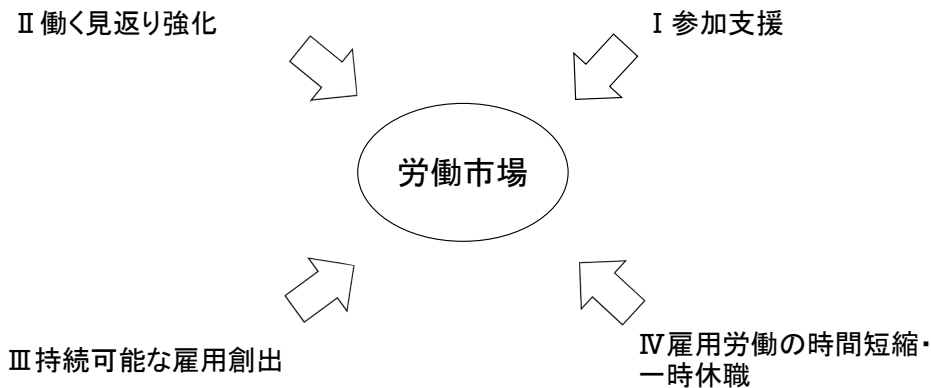 Ⅱ働く見返り強化
Ⅰ 参加支援
労働市場
Ⅲ持続可能な雇用創出
Ⅳ雇用労働の時間短縮・
一時休職